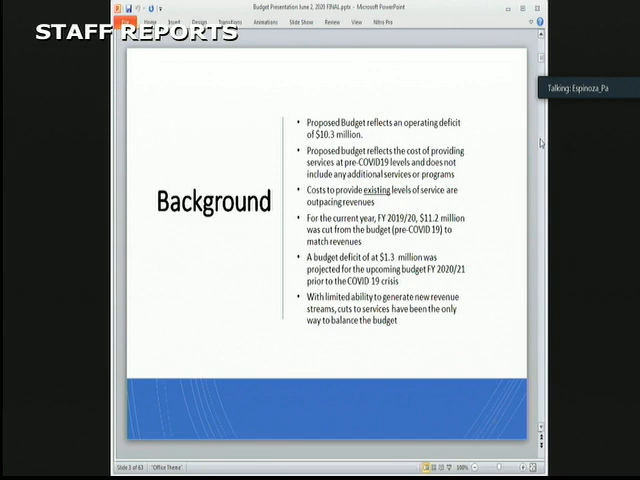 Budget Presentation June 2, 2020 FINAL.pptx - Microsoft PowerPoint
File Home Insert Design Transitions Animations Slide Show Review View Nitro Pro
STAFF REPORTS
Talking: Espinoza_Pa
Background
• Proposed Budget reflects an operating deficit
of $10.3 million.
• Proposed budget reflects the cost of providing
services at pre-COVID19 levels and does not
include any additional services or programs
• Costs to provide existing levels of service are
outpacing revenues
• For the current year, FY 2019/20, $11.2 million
was cut from the budget (pre-COVID 19) to
match revenues
• A budget deficit of at $1.3 million was
projected for the upcoming budget FY 2020/21
prior to the COVID 19 crisis
• With limited ability to generate new revenue
streams, cuts to services have been the only
way to balance the budget
Slide 3 of 63 "Office Theme" 100%